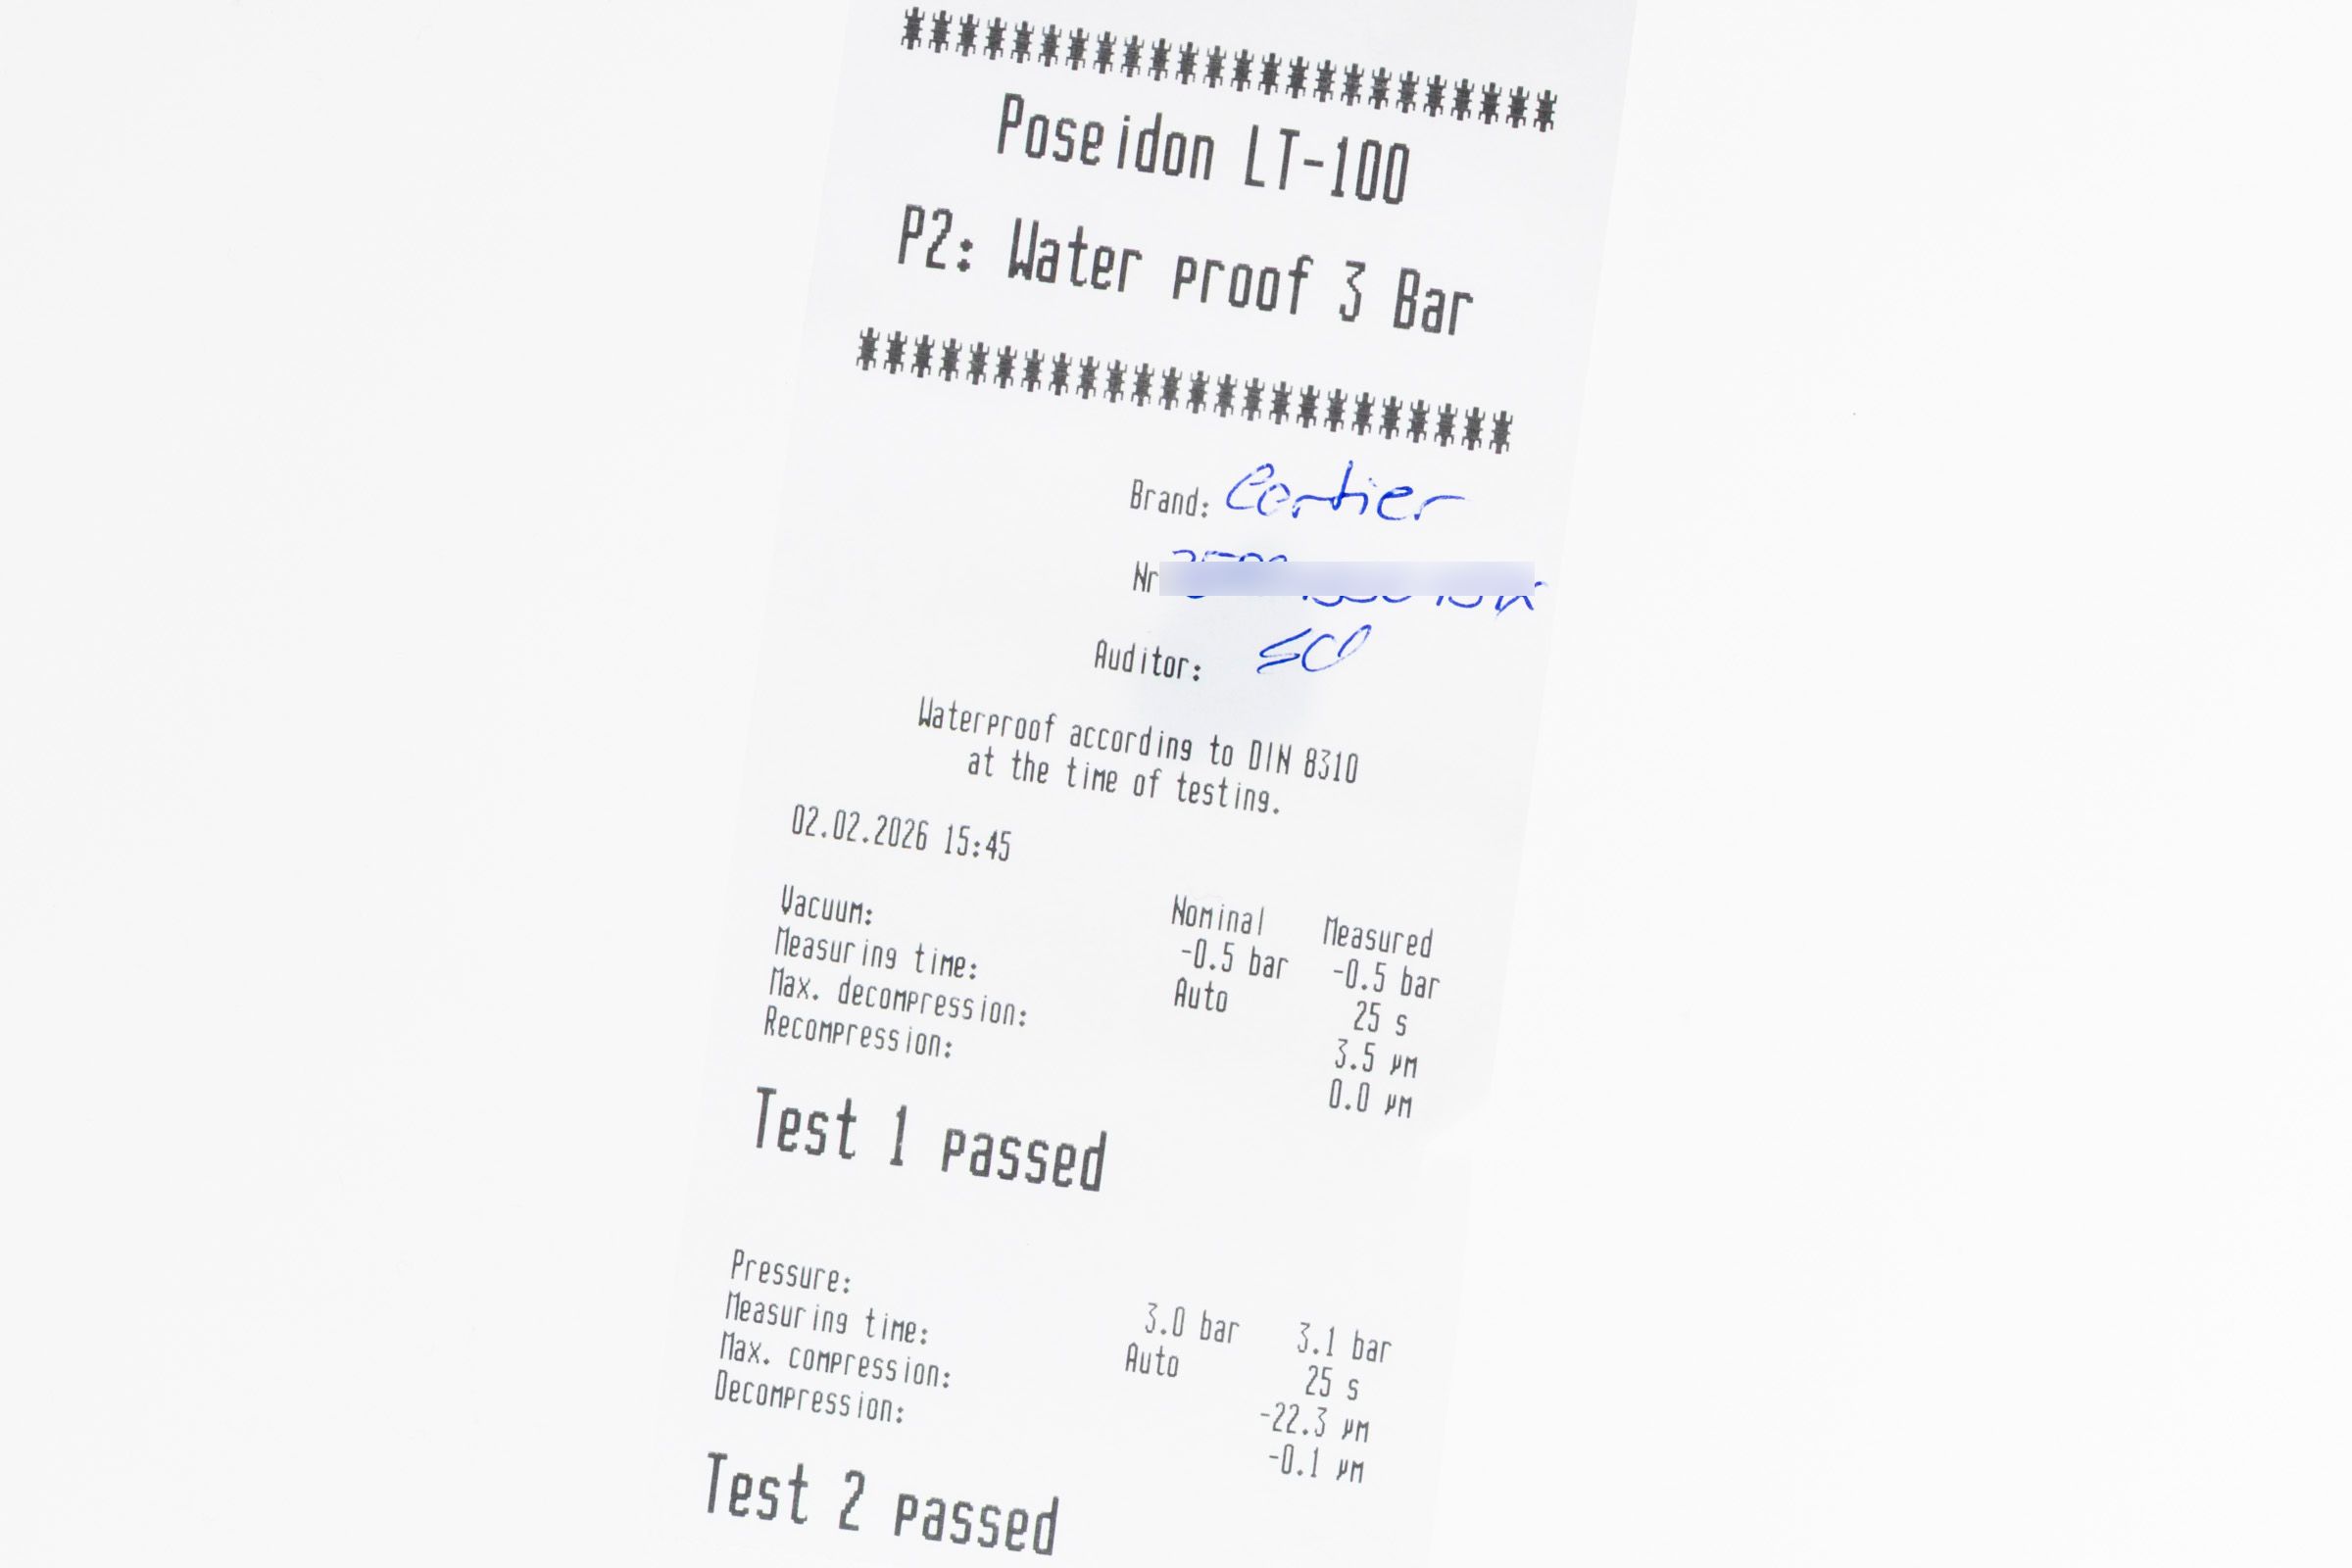 ************************
Poseidon LT-100
P2: Water proof 3 Bar
************************
Brand: Cartier
Nr
Auditor:
Waterproof according to DIN 8310
at the time of testing.
02.02.2026 15:45
Nominal Measured
Vacuum: -0.5 bar -0.5 bar
Measuring time: Auto 25 s
Max. decompression: 3.5 µm
Recompression: 0.0 µm
Test 1 passed
Pressure: 3.0 bar 3.1 bar
Measuring time: Auto 25 s
Max. compression: -22.3 µm
Decompression: -0.1 µm
Test 2 passed